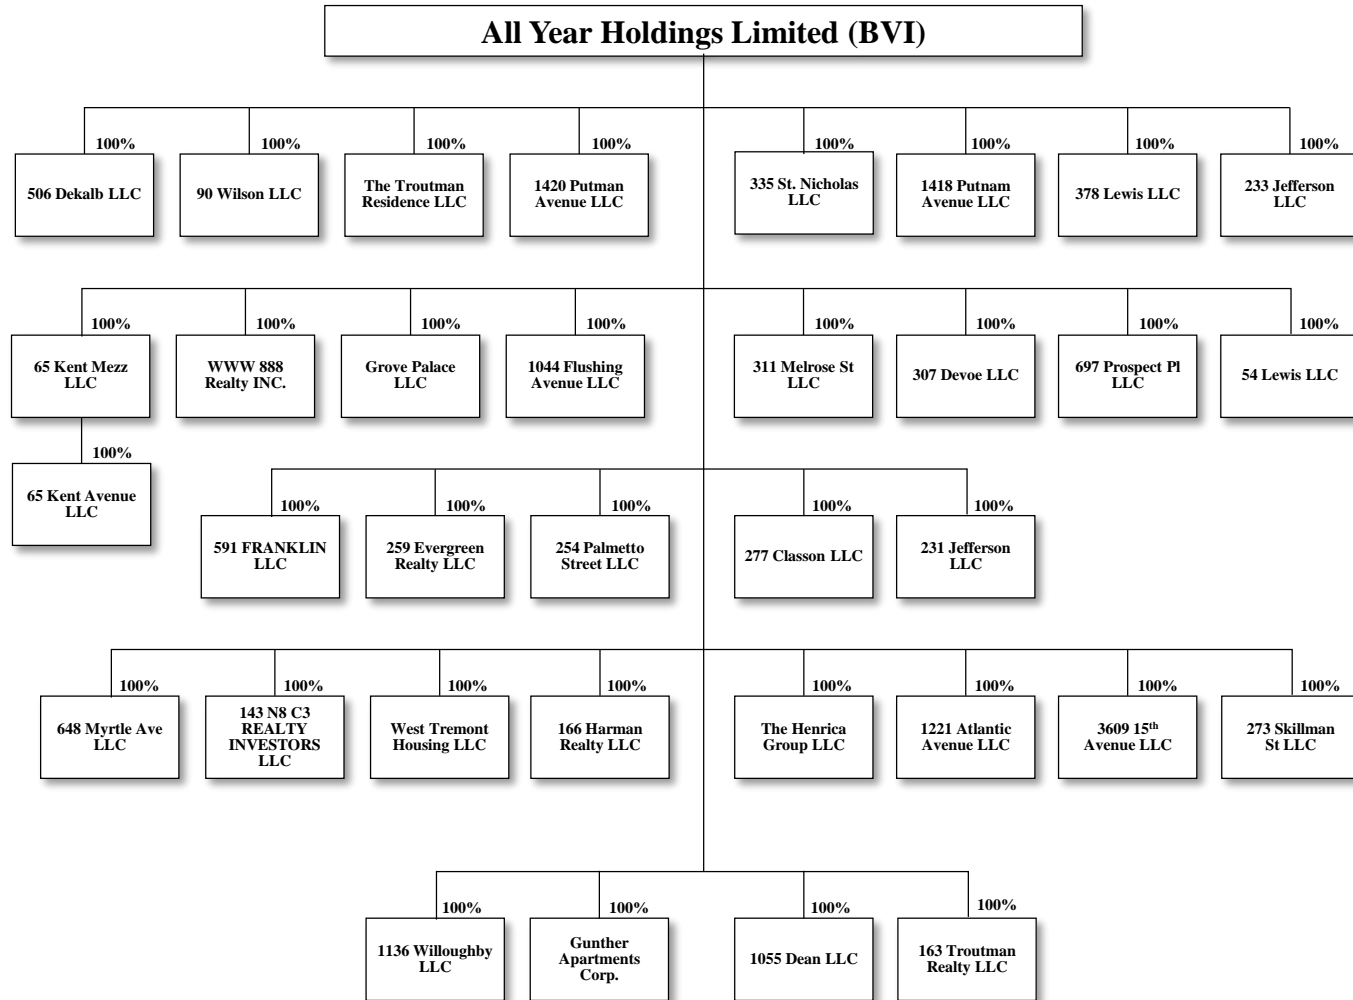 All Year Holdings Limited (BVI)
100%
100%
100%
100%
100%
100%
100%
100%
506 Dekalb LLC
90 Wilson LLC
The Troutman
Residence LLC
1420 Putman
Avenue LLC
335 St. Nicholas
LLC
1418 Putnam
Avenue LLC
378 Lewis LLC
233 Jefferson
LLC
100%
100%
100%
100%
100%
100%
100%
100%
65 Kent Mezz
LLC
WWW 888
Realty INC.
Grove Palace
LLC
1044 Flushing
Avenue LLC
311 Melrose St
LLC
307 Devoe LLC
697 Prospect Pl
LLC
54 Lewis LLC
100%
65 Kent Avenue
LLC
100%
100%
100%
100%
100%
591 FRANKLIN
LLC
259 Evergreen
Realty LLC
254 Palmetto
Street LLC
277 Classon LLC
231 Jefferson
LLC
100%
100%
100%
100%
100%
100%
100%
100%
648 Myrtle Ave
LLC
143 N8 C3
REALTY
INVESTORS
LLC
West Tremont
Housing LLC
166 Harman
Realty LLC
The Henrica
Group LLC
1221 Atlantic
Avenue LLC
3609 15th
Avenue LLC
273 Skillman
St LLC
100%
100%
100%
100%
1136 Willoughby
LLC
Gunther
Apartments
Corp.
1055 Dean LLC
163 Troutman
Realty LLC